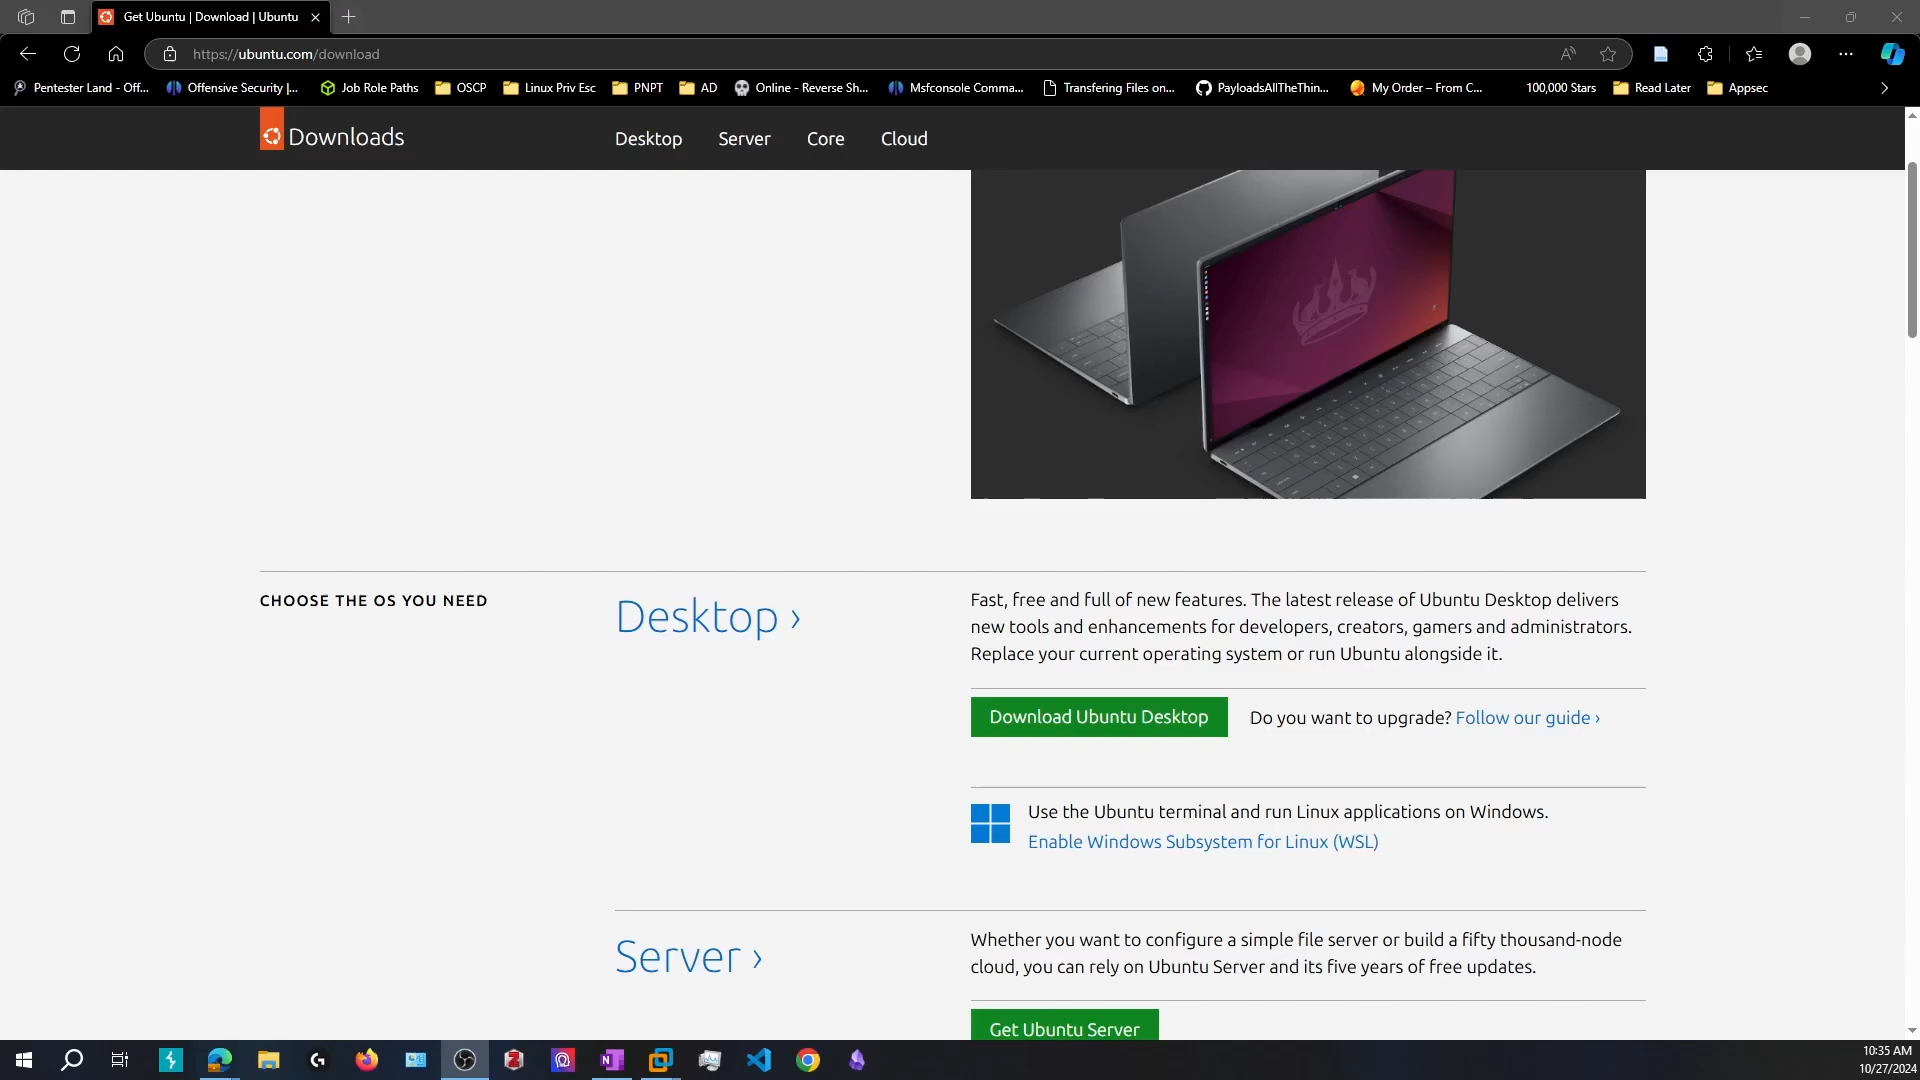 Get Ubuntu | Download | Ubuntu
https://ubuntu.com/download
Pentester Land - Off...
Offensive Security |...
Job Role Paths
OSCP
Linux Priv Esc
PNPT
AD
Online - Reverse Sh...
Msfconsole Comma...
Transfering Files on...
PayloadsAllTheThin...
My Order – From C...
100,000 Stars
Read Later
Appsec
Downloads
Desktop
Server
Core
Cloud
CHOOSE THE OS YOU NEED
Desktop ›
Fast, free and full of new features. The latest release of Ubuntu Desktop delivers
new tools and enhancements for developers, creators, gamers and administrators.
Replace your current operating system or run Ubuntu alongside it.
Download Ubuntu Desktop
Do you want to upgrade? Follow our guide ›
Use the Ubuntu terminal and run Linux applications on Windows.
Enable Windows Subsystem for Linux (WSL)
Server ›
Whether you want to configure a simple file server or build a fifty thousand-node
cloud, you can rely on Ubuntu Server and its five years of free updates.
Get Ubuntu Server
10:35 AM
10/27/2024